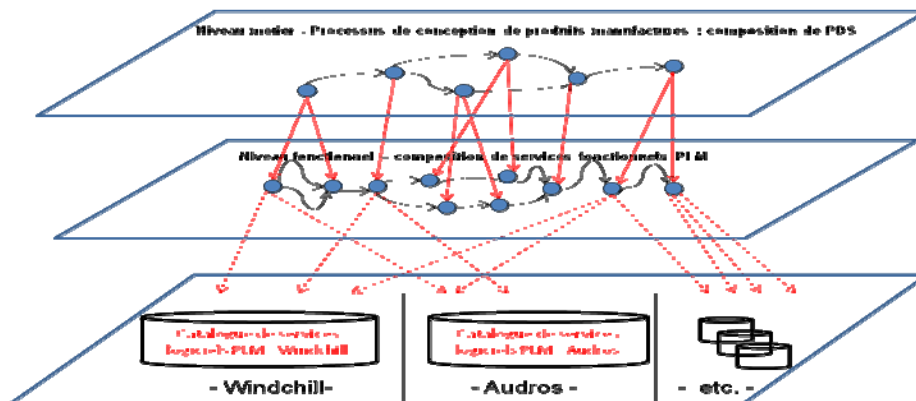 Niveau métier - Processus de conception de produits manufacturés : composition de PDS
Niveau fonctionnel – composition de services fonctionnels PLM
Catalogue de services
logiciels PLM Windchill
Catalogue de services
logiciels PLM Audros
- Windchill-
- Audros -
- etc. -